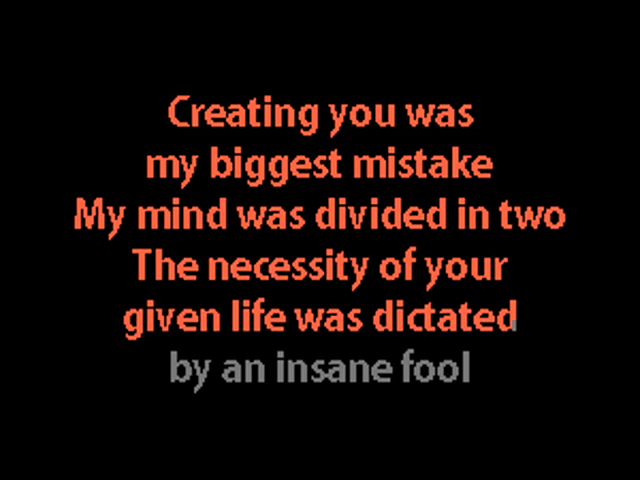 Creating you was
my biggest mistake
My mind was divided in two
The necessity of your
given life was dictated
by an insane fool